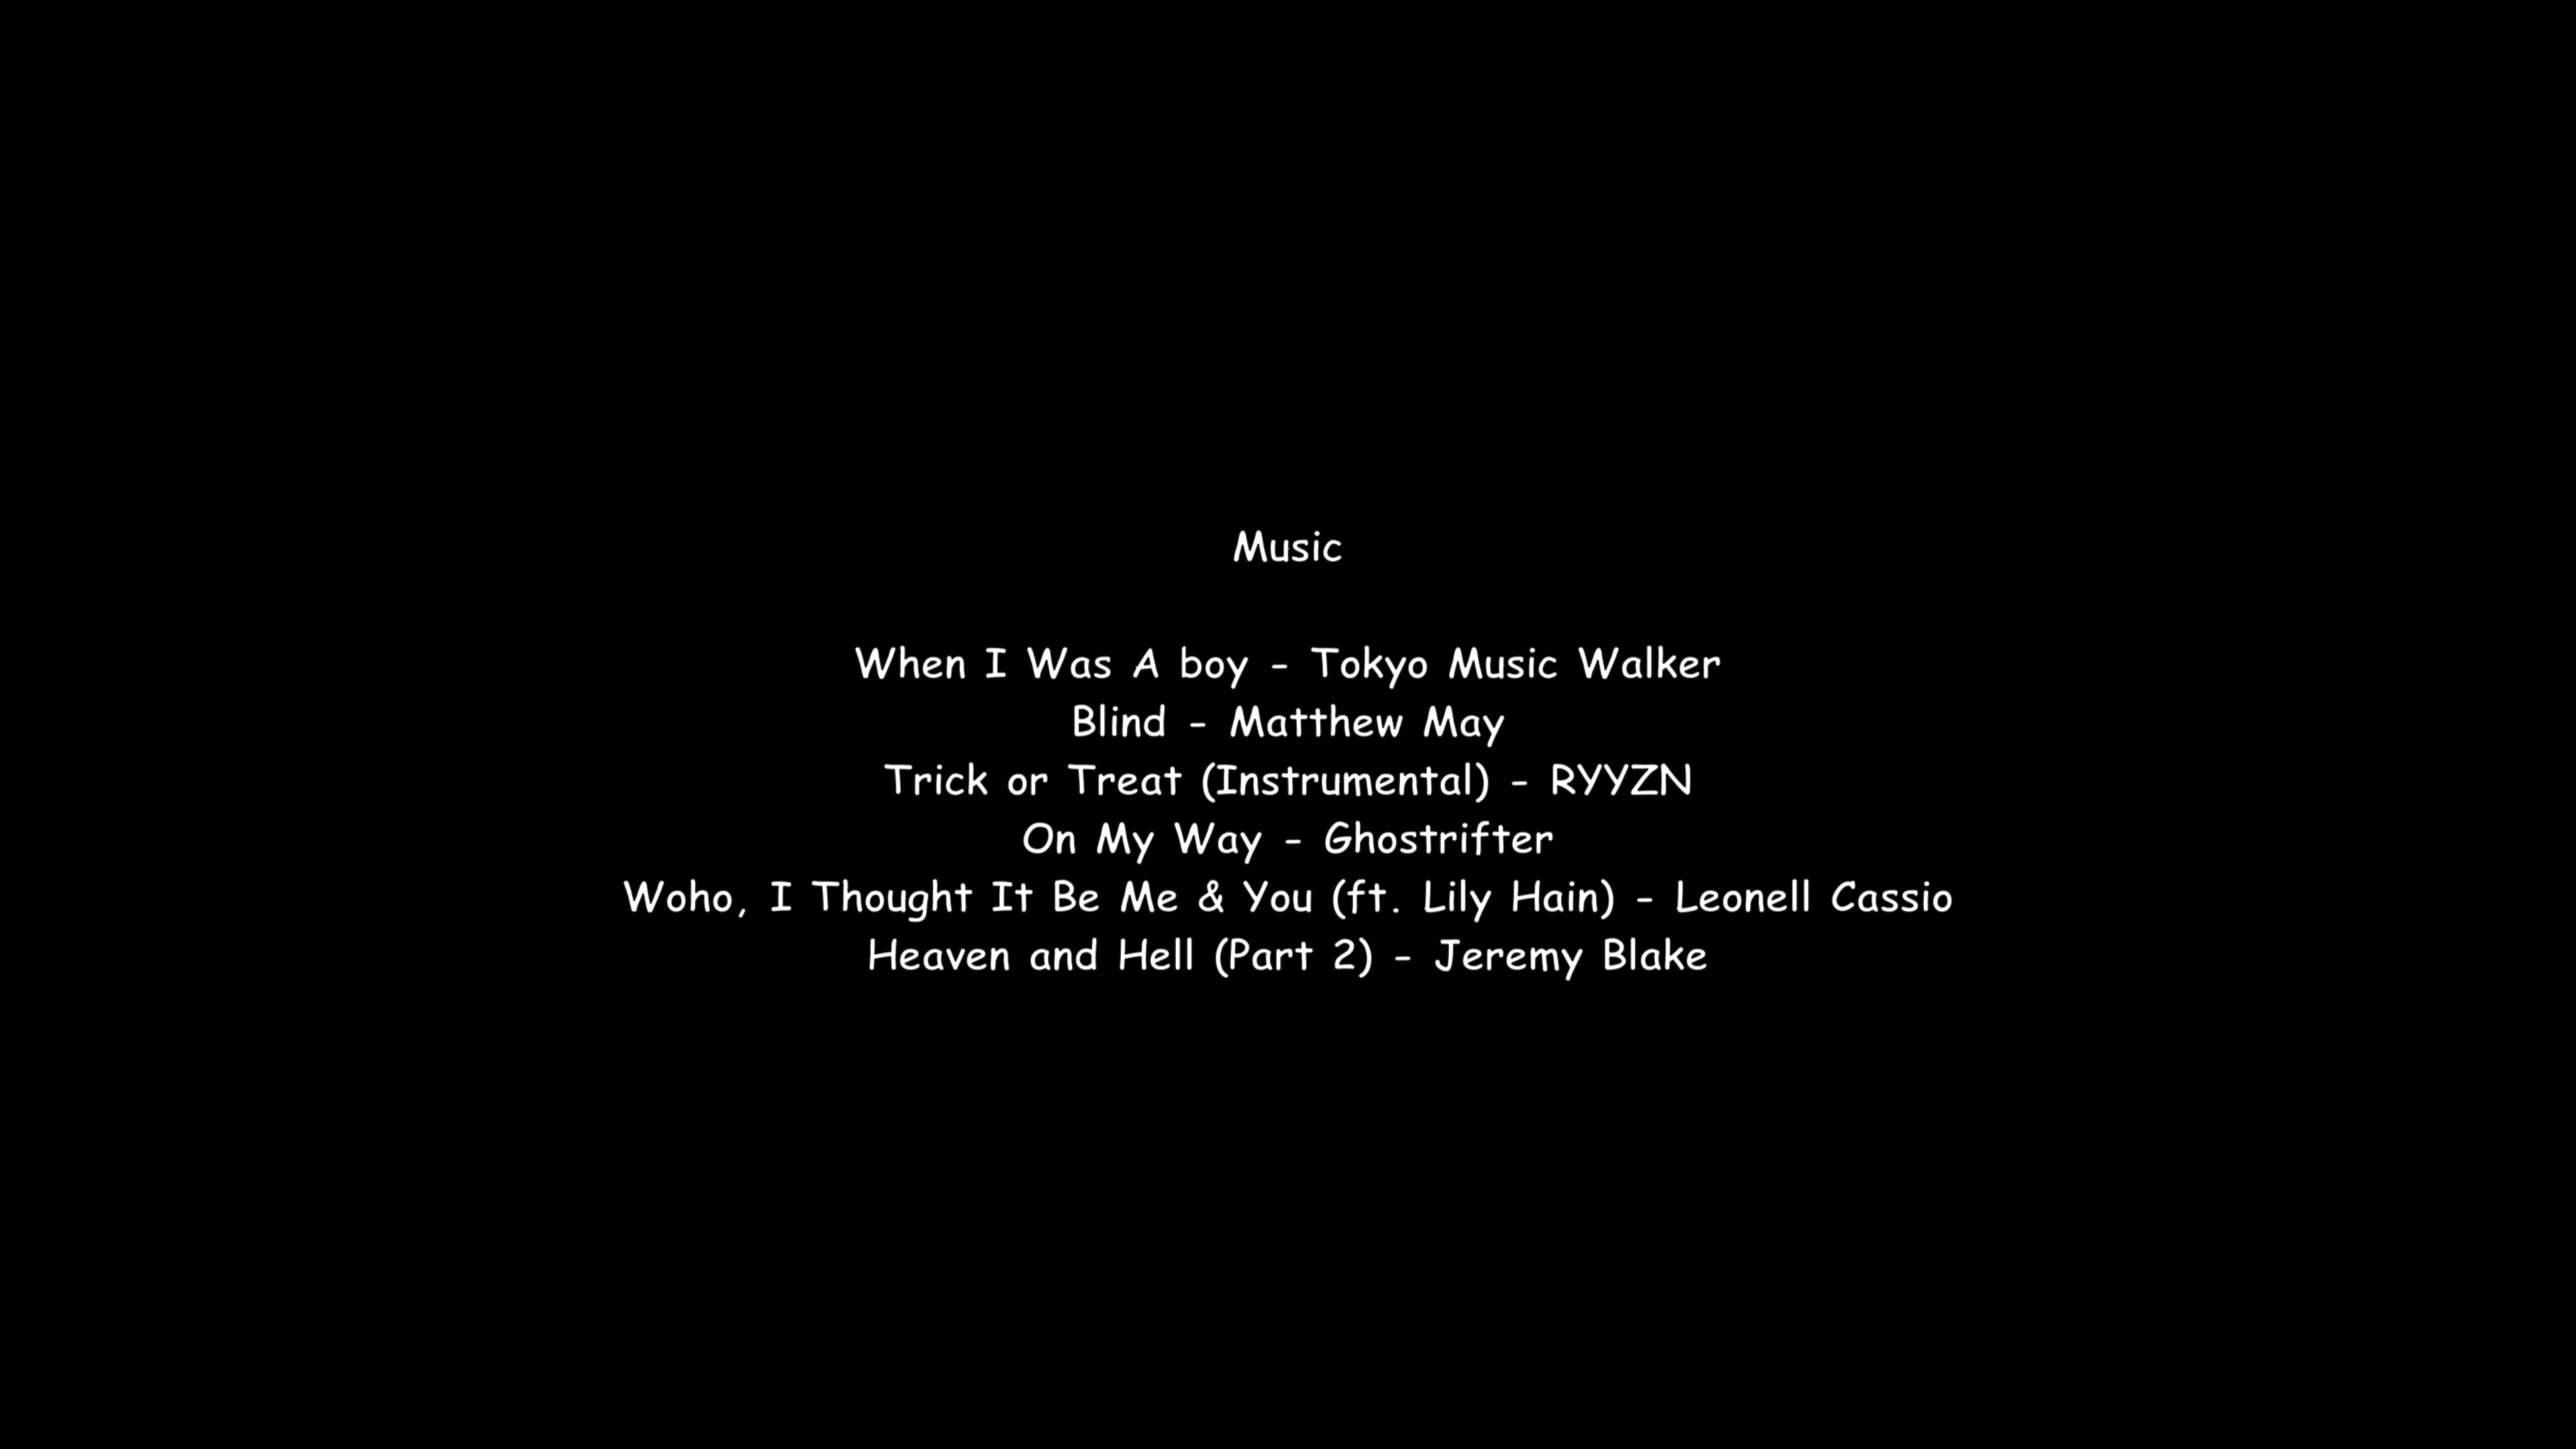 Music
When I Was A boy - Tokyo Music Walker
Blind - Matthew May
Trick or Treat (Instrumental) - RYYZN
On My Way - Ghostrifter
Woho, I Thought It Be Me & You (ft. Lily Hain) - Leonell Cassio
Heaven and Hell (Part 2) - Jeremy Blake